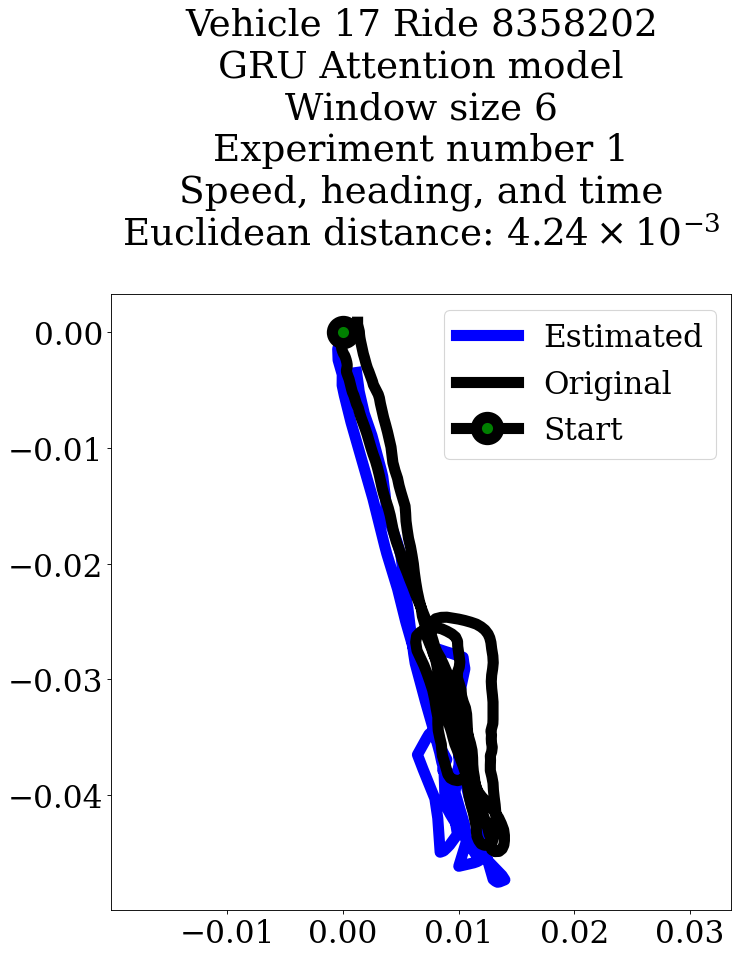 Vehicle 17 Ride 8358202
GRU Attention model
Window size 6
Experiment number 1
Speed, heading, and time
Euclidean distance: 4.24 × 10⁻³
Estimated
Original
Start
0.00
−0.01
−0.02
−0.03
−0.04
−0.01 0.00 0.01 0.02 0.03